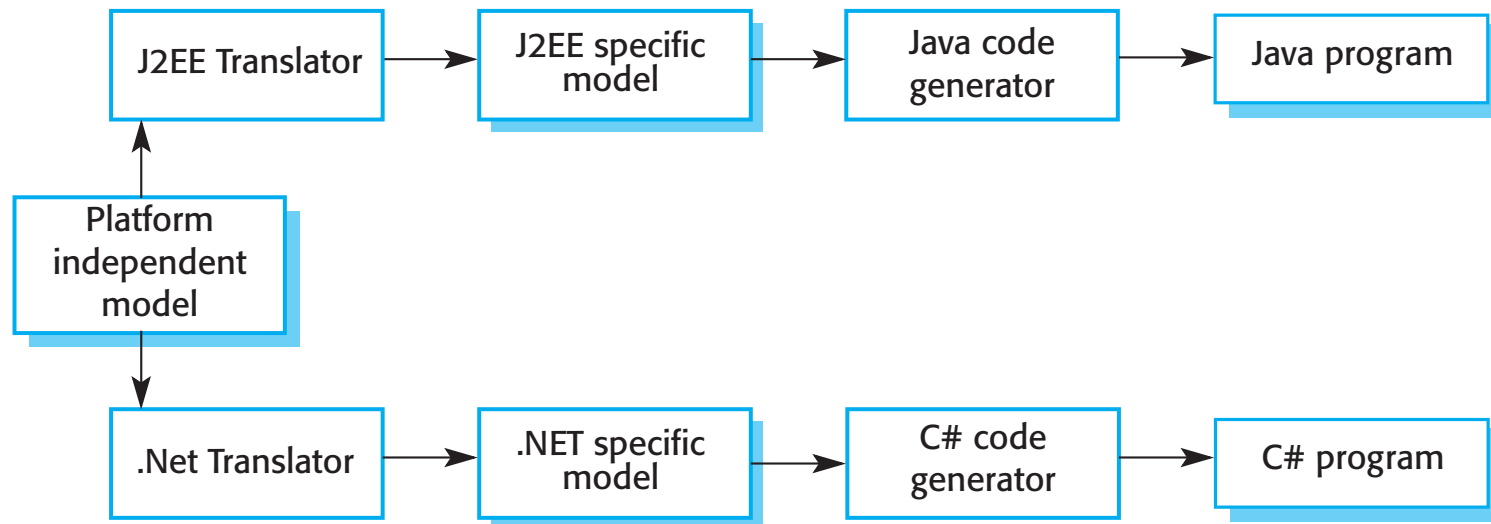 J2EE Translator
J2EE specific
model
Java code
generator
Java program
Platform
independent
model
.Net Translator
.NET specific
model
C# code
generator
C# program